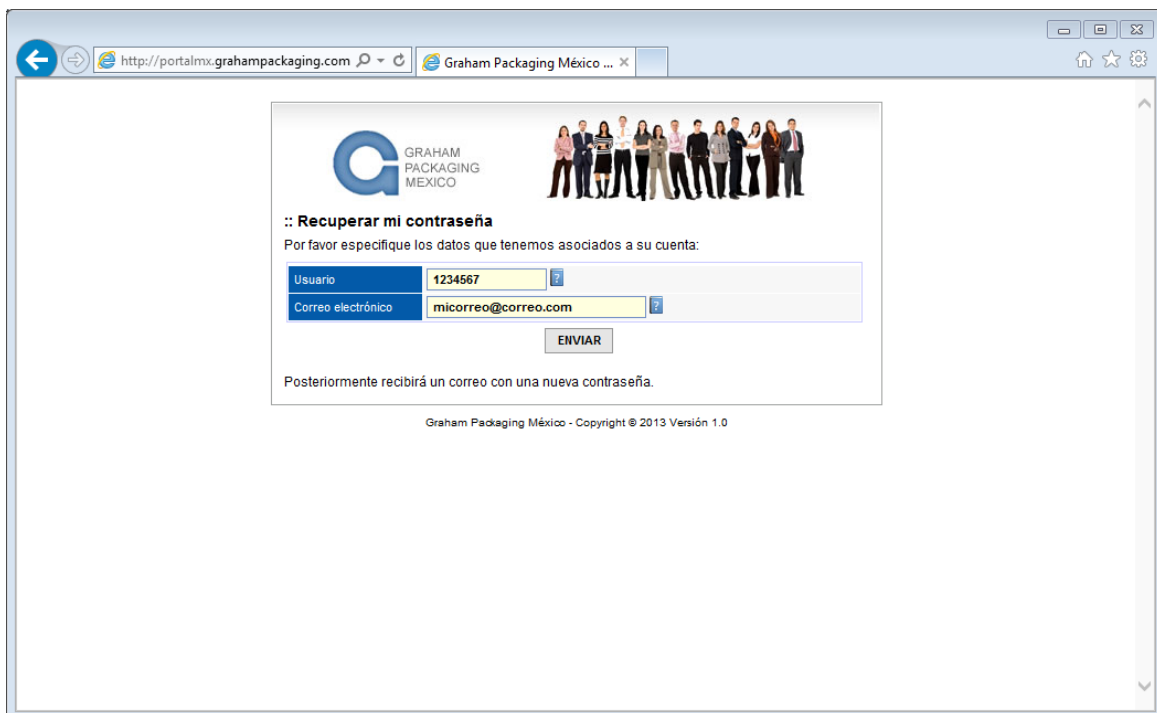 http://portalmx.grahampackaging.com
Graham Packaging México ...
GRAHAM
PACKAGING
MEXICO
:: Recuperar mi contraseña
Por favor especifique los datos que tenemos asociados a su cuenta:
Usuario 1234567 ?
Correo electrónico micorreo@correo.com ?
ENVIAR
Posteriormente recibirá un correo con una nueva contraseña.
Graham Packaging México - Copyright © 2013 Versión 1.0